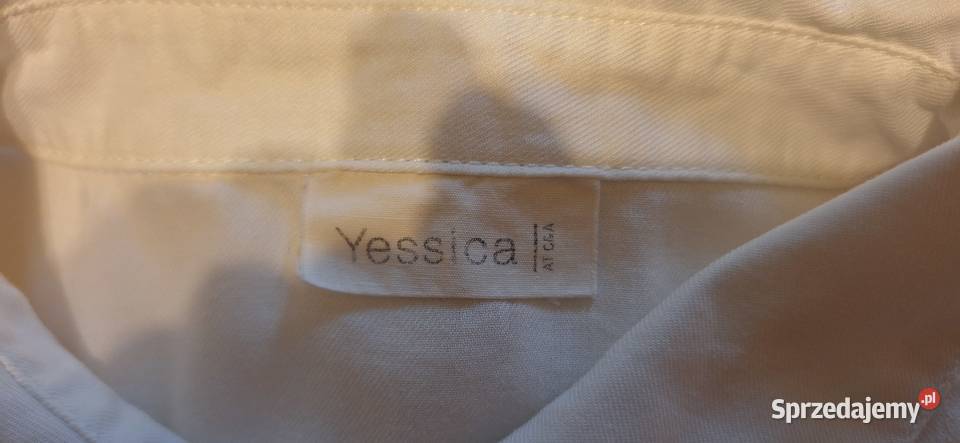 Yessica
AT C&A
Sprzedajemy.pl